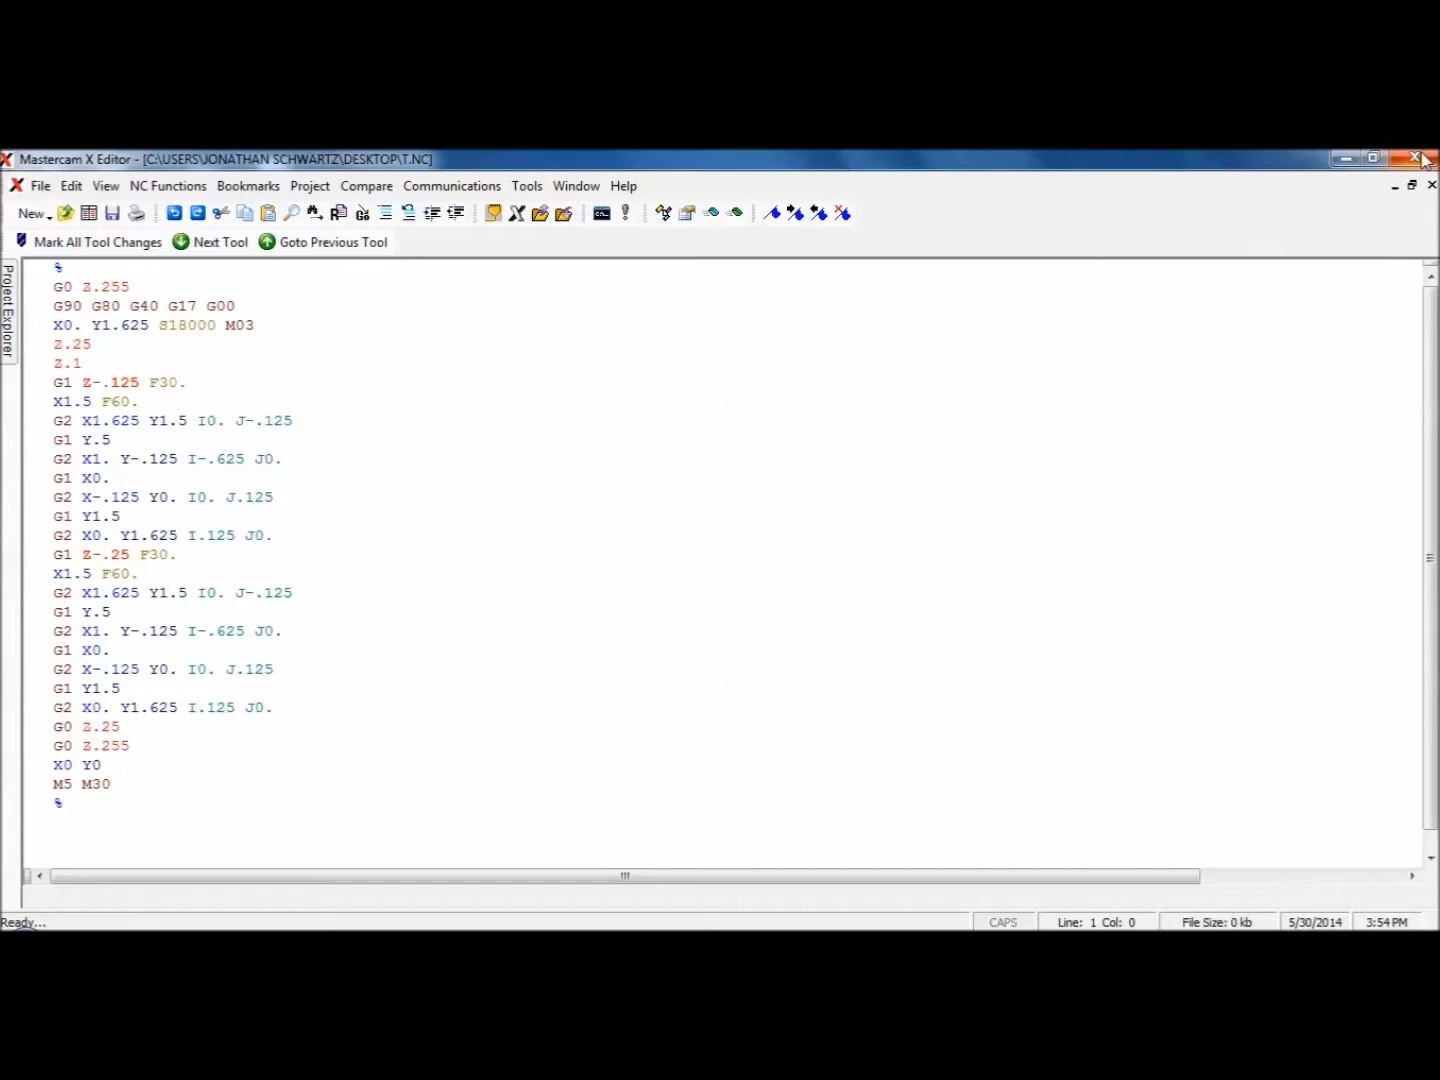 Mastercam X Editor - [C:\USERS\JONATHAN SCHWARTZ\DESKTOP\T.NC]
File Edit View NC Functions Bookmarks Project Compare Communications Tools Window Help
New
Mark All Tool Changes Next Tool Goto Previous Tool
Project Explorer
%
G0 Z.255
G90 G80 G40 G17 G00
X0. Y1.625 S18000 M03
Z.25
Z.1
G1 Z-.125 F30.
X1.5 F60.
G2 X1.625 Y1.5 I0. J-.125
G1 Y.5
G2 X1. Y-.125 I-.625 J0.
G1 X0.
G2 X-.125 Y0. I0. J.125
G1 Y1.5
G2 X0. Y1.625 I.125 J0.
G1 Z-.25 F30.
X1.5 F60.
G2 X1.625 Y1.5 I0. J-.125
G1 Y.5
G2 X1. Y-.125 I-.625 J0.
G1 X0.
G2 X-.125 Y0. I0. J.125
G1 Y1.5
G2 X0. Y1.625 I.125 J0.
G0 Z.25
G0 Z.255
X0 Y0
M5 M30
%
Ready... CAPS Line: 1 Col: 0 File Size: 0 kb 5/30/2014 3:54 PM